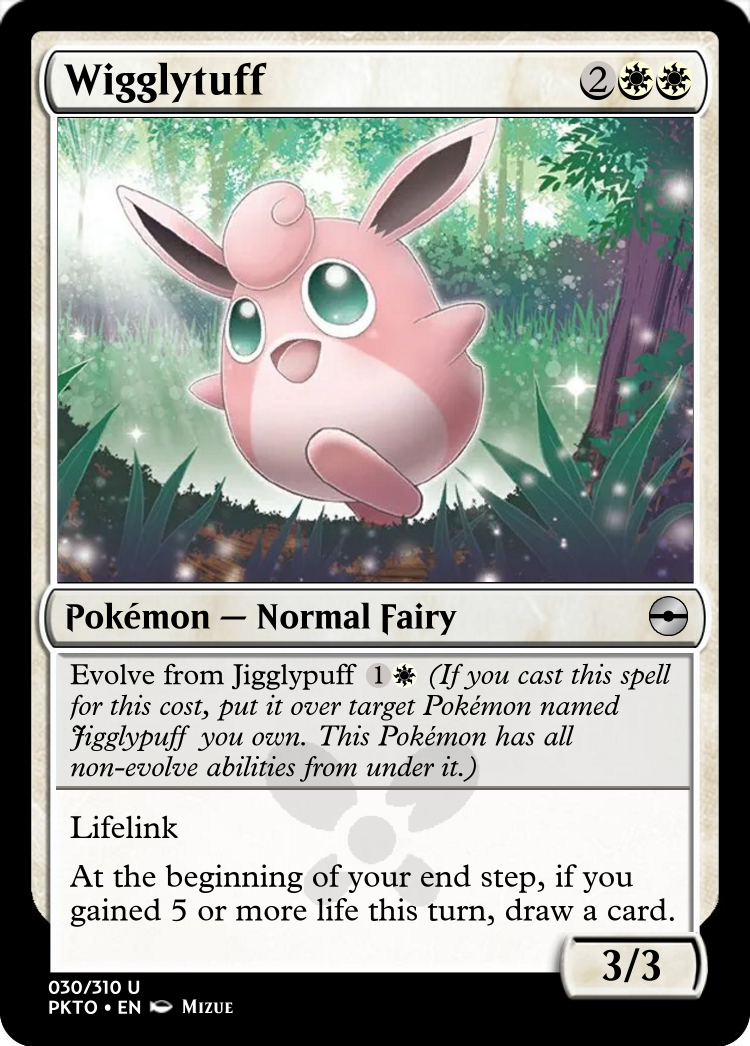 Wigglytuff 2
Pokémon — Normal Fairy
Evolve from Jigglypuff 1 (If you cast this spell
for this cost, put it over target Pokémon named
Jigglypuff you own. This Pokémon has all
non-evolve abilities from under it.)
Lifelink
At the beginning of your end step, if you
gained 5 or more life this turn, draw a card.
3/3
030/310 U
PKTO • EN Mizue